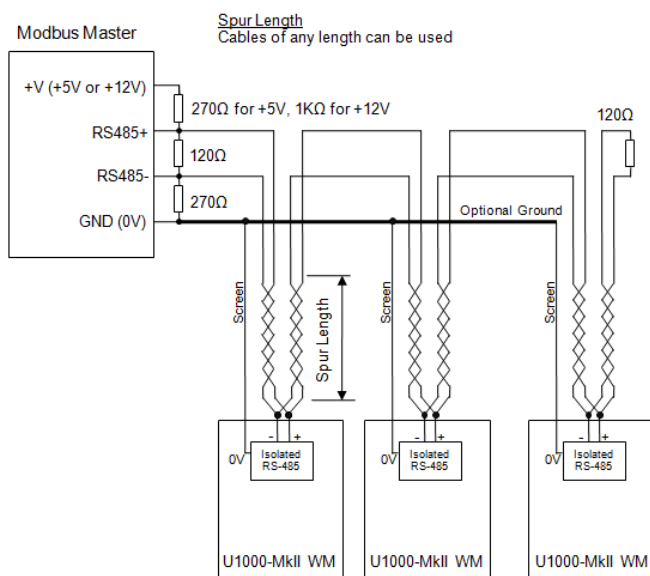 Spur Length
Cables of any length can be used
Modbus Master
+V (+5V or +12V)
270Ω for +5V, 1KΩ for +12V
120Ω
RS485+
120Ω
RS485-
270Ω
GND (0V)
Optional Ground
Screen
Spur Length
Screen
Screen
- +
- +
- +
0V
Isolated
RS-485
0V
Isolated
RS-485
0V
Isolated
RS-485
U1000-MkII WM
U1000-MkII WM
U1000-MkII WM